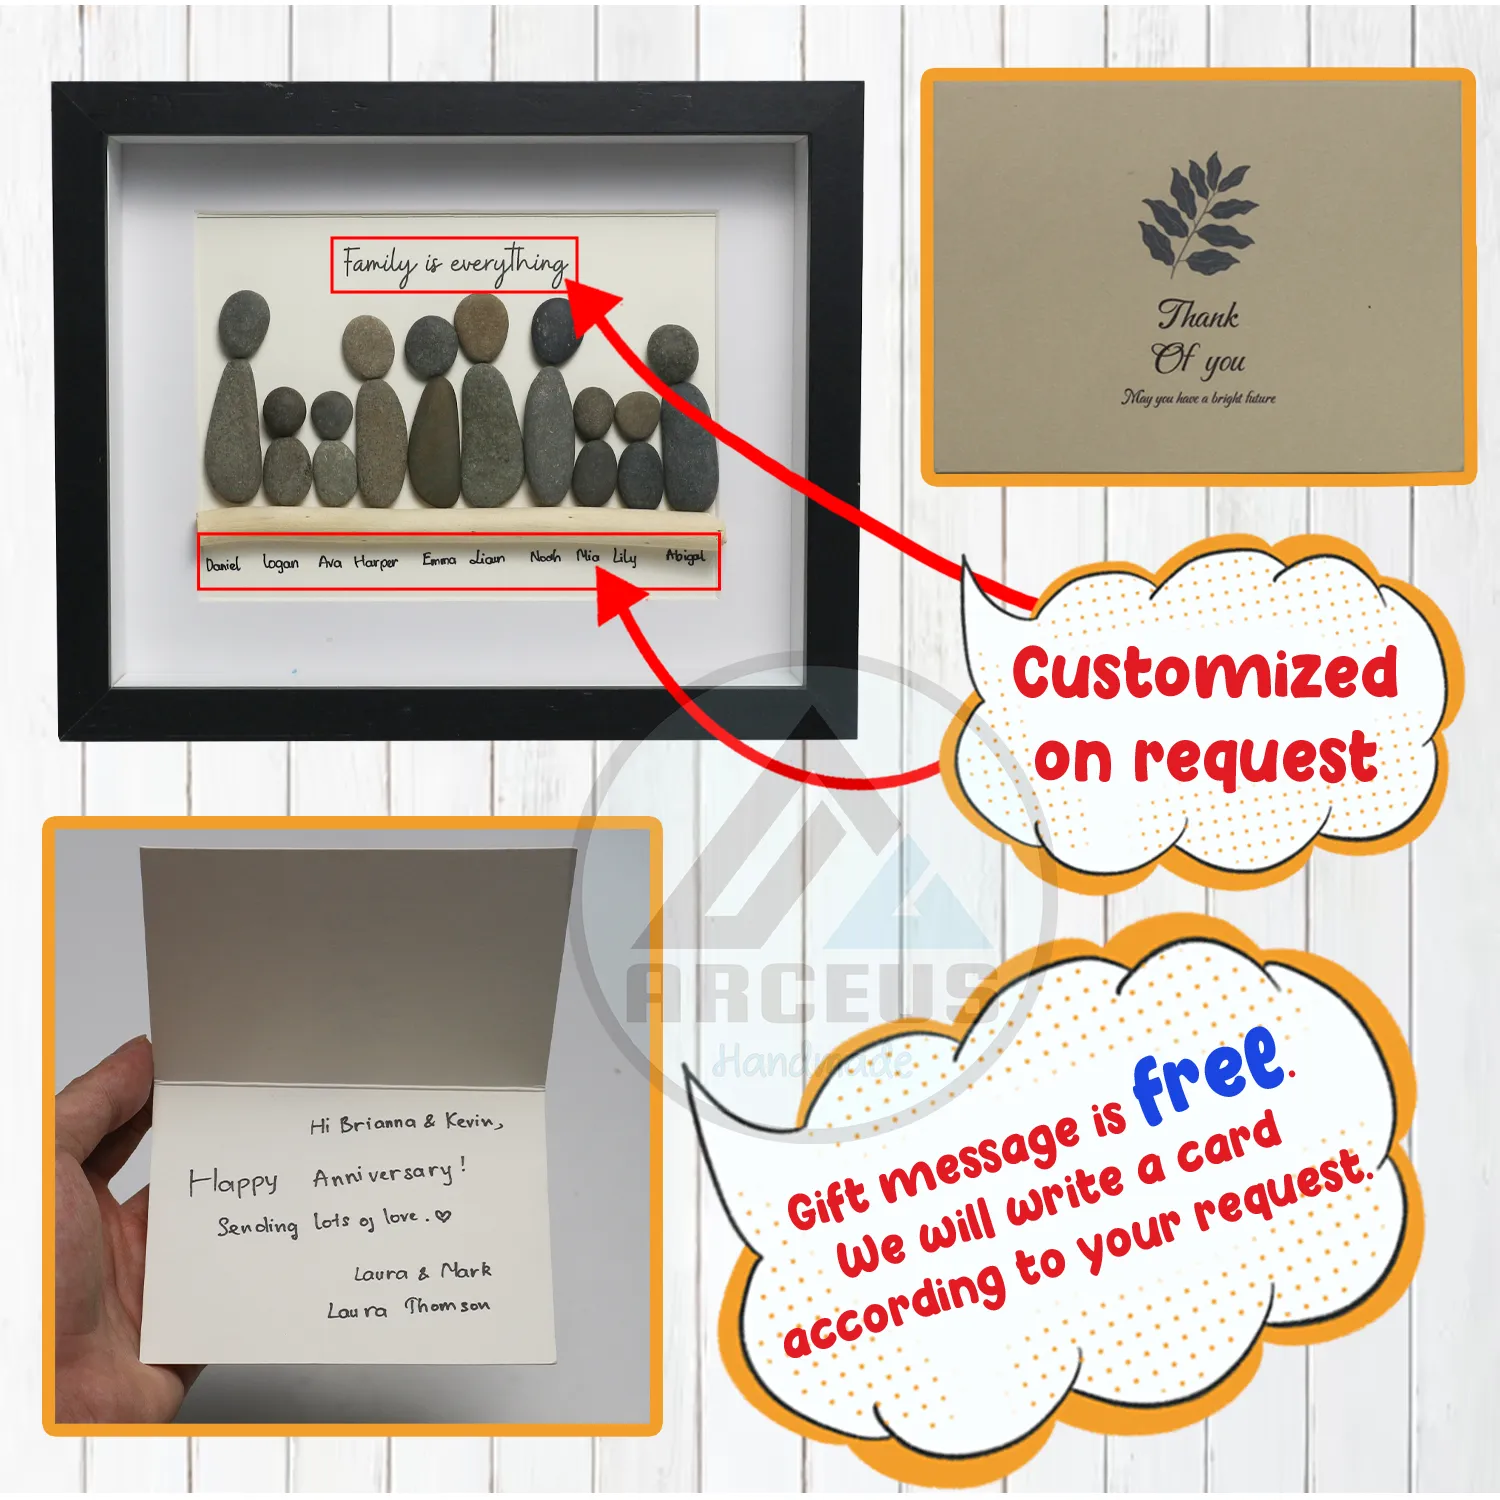 Family is everything
Daniel Logan Ava Harper Emma Liam Noah Mia Lily Abigal
Thank
Of you
May you have a bright future
Customized
on request
ARCEUS
Handmade
Hi Brianna & Kevin,
Happy Anniversary!
Sending lots of love. ♡
Laura & Mark
Laura Thomson
Gift message is free.
We will write a card
according to your request.